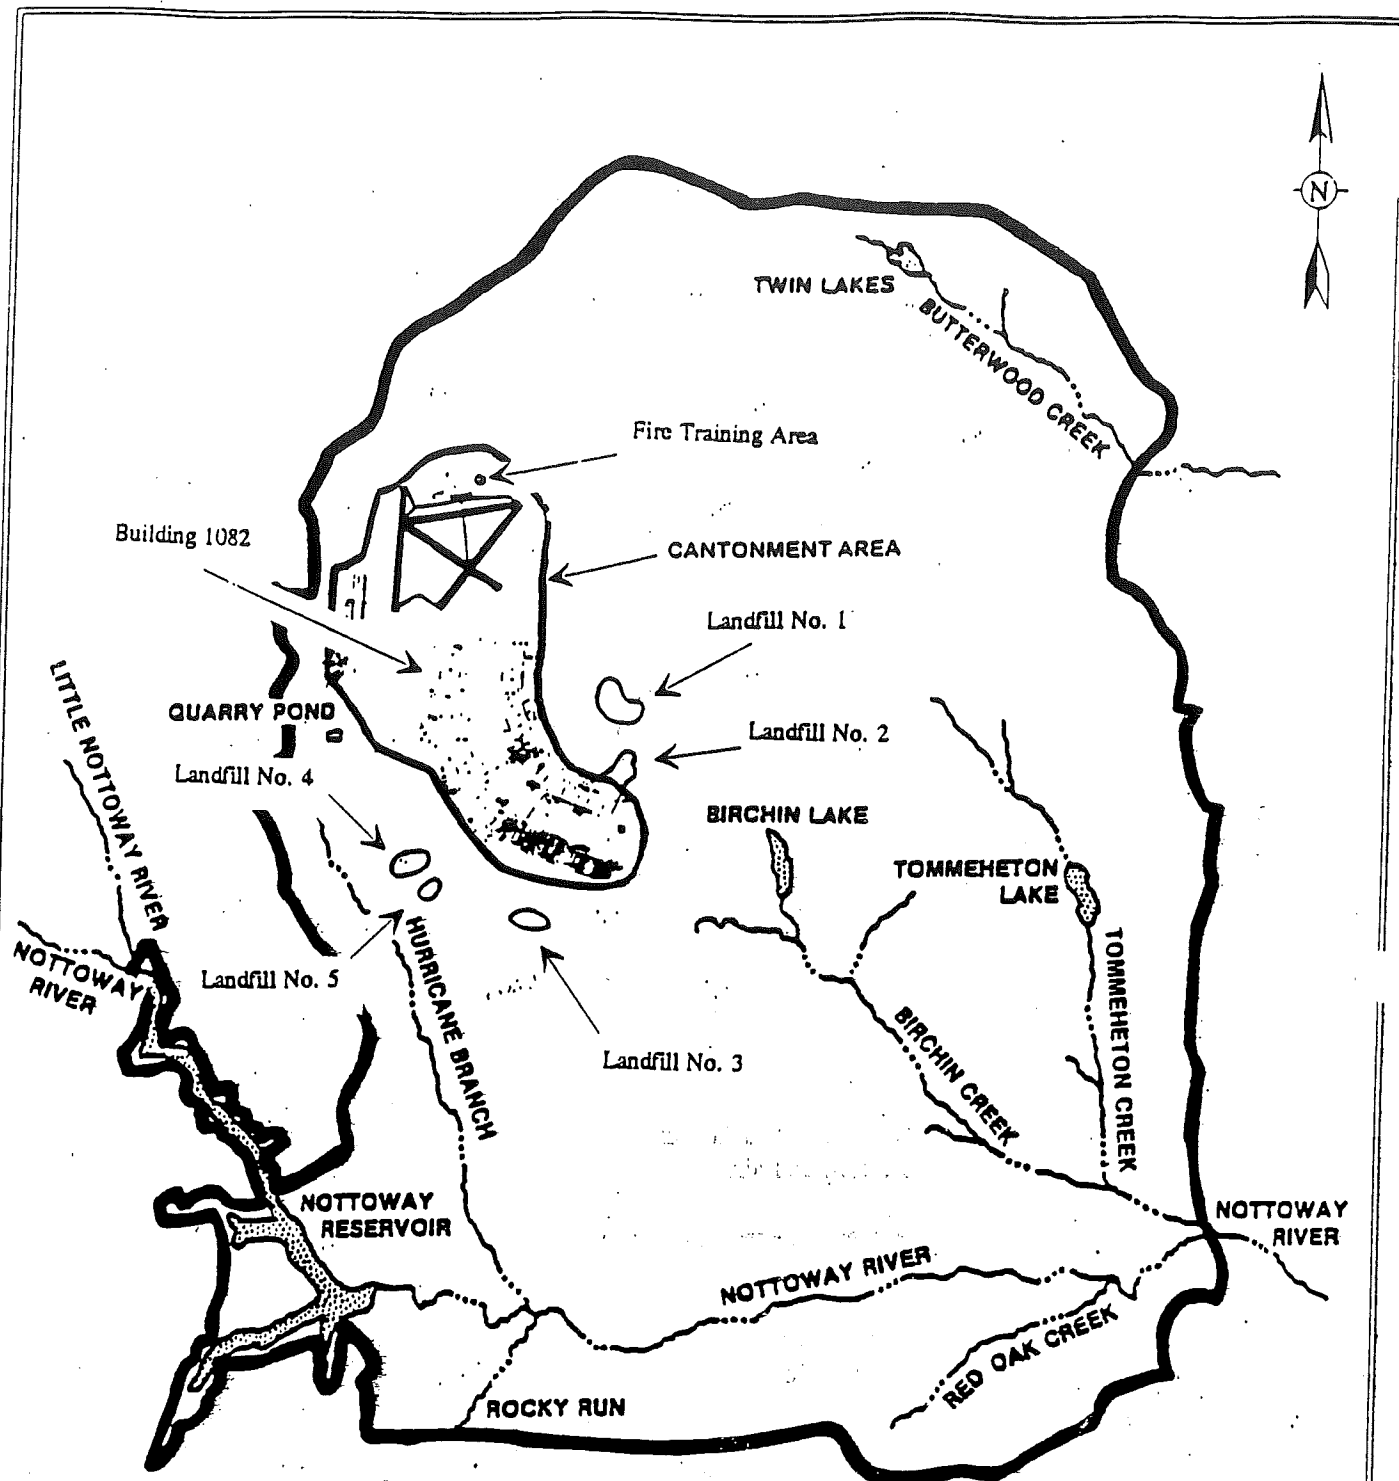 N
TWIN LAKES
BUTTERWOOD CREEK
Fire Training Area
Building 1082
CANTONMENT AREA
Landfill No. 1
LITTLE NOTTOWAY RIVER
QUARRY POND
Landfill No. 2
Landfill No. 4
BIRCHIN LAKE
TOMMEHETON
LAKE
NOTTOWAY
RIVER
Landfill No. 5
HURRICANE BRANCH
TOMMEHETON CREEK
Landfill No. 3
BIRCHIN CREEK
NOTTOWAY
RESERVOIR
NOTTOWAY
RIVER
NOTTOWAY RIVER
RED OAK CREEK
ROCKY RUN